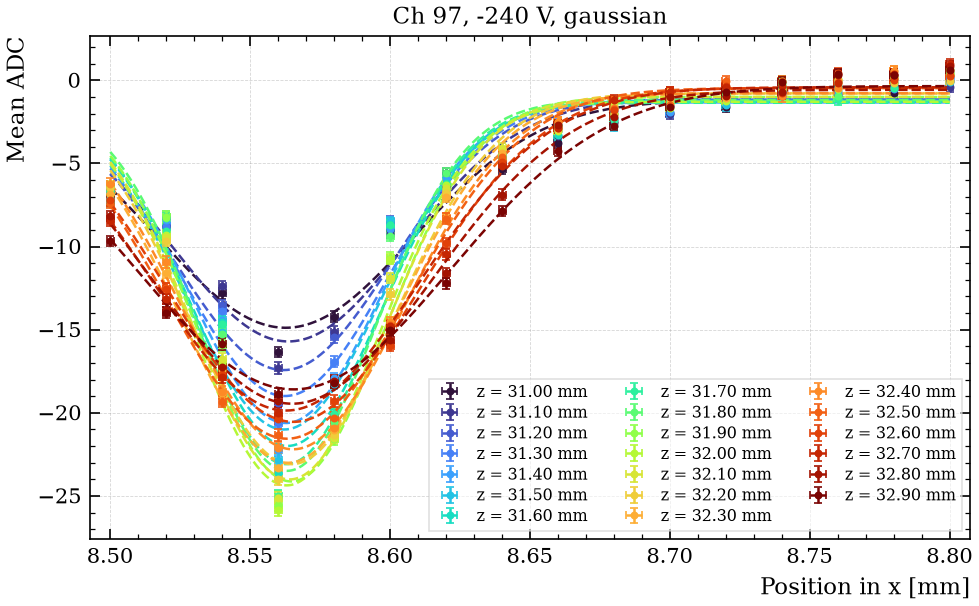 Ch 97, -240 V, gaussian
Mean ADC
0
−5
−10
−15
−20
−25
z = 31.00 mm
z = 31.10 mm
z = 31.20 mm
z = 31.30 mm
z = 31.40 mm
z = 31.50 mm
z = 31.60 mm
z = 31.70 mm
z = 31.80 mm
z = 31.90 mm
z = 32.00 mm
z = 32.10 mm
z = 32.20 mm
z = 32.30 mm
z = 32.40 mm
z = 32.50 mm
z = 32.60 mm
z = 32.70 mm
z = 32.80 mm
z = 32.90 mm
8.50 8.55 8.60 8.65 8.70 8.75 8.80
Position in x [mm]